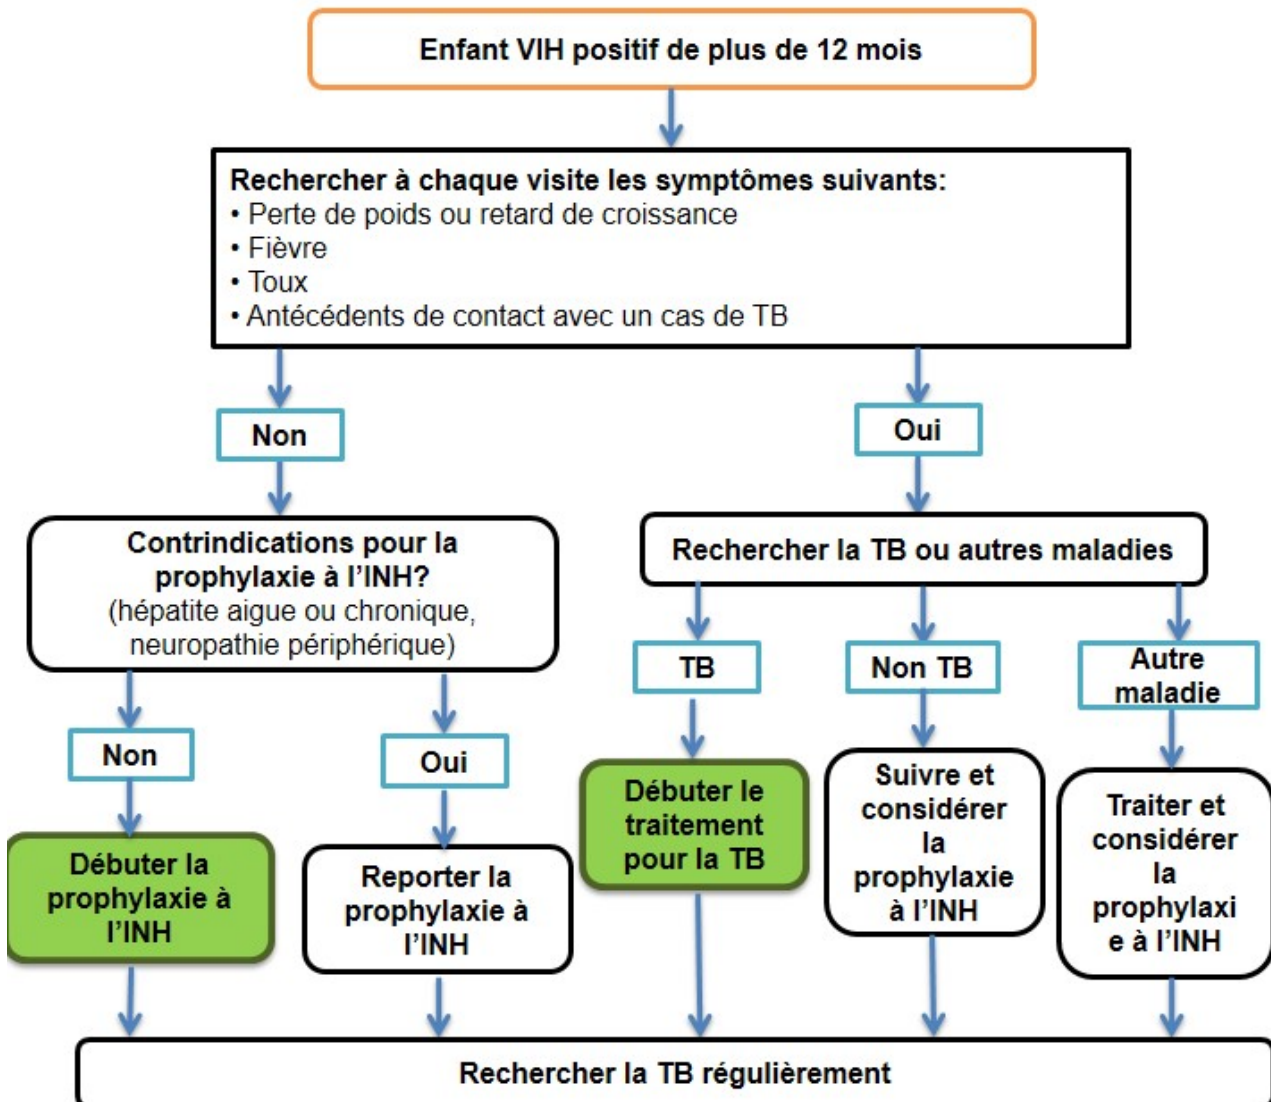 Enfant VIH positif de plus de 12 mois
Rechercher à chaque visite les symptômes suivants:
• Perte de poids ou retard de croissance
• Fièvre
• Toux
• Antécédents de contact avec un cas de TB
Non
Oui
Contrindications pour la
prophylaxie à l'INH?
(hépatite aigue ou chronique,
neuropathie périphérique)
Rechercher la TB ou autres maladies
Non
Oui
TB
Non TB
Autre
maladie
Débuter la
prophylaxie à
l'INH
Reporter la
prophylaxie à
l'INH
Débuter le
traitement
pour la TB
Suivre et
considérer
la
prophylaxie
à l'INH
Traiter et
considérer
la
prophylaxi
e à l'INH
Rechercher la TB régulièrement